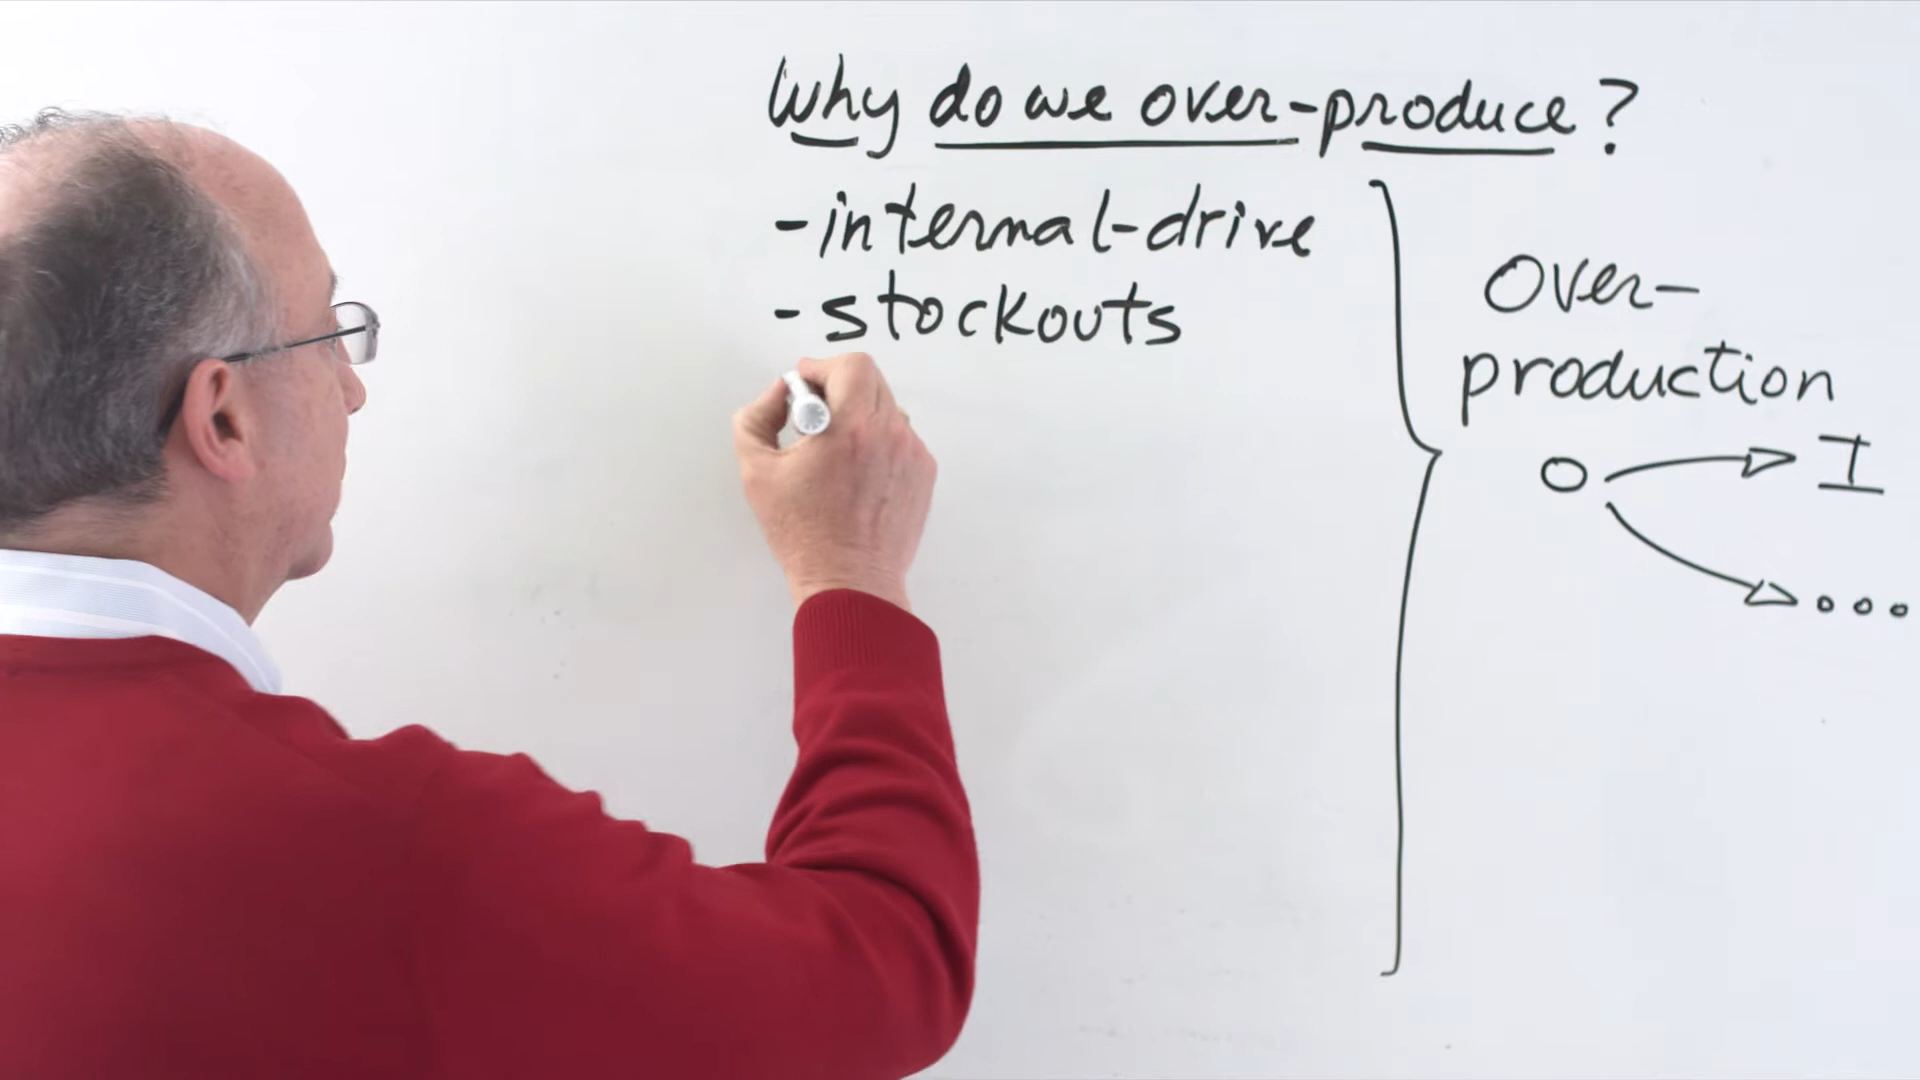 Why do we over-produce?
- internal-drive
- stockouts
Over-
production
O
I
...